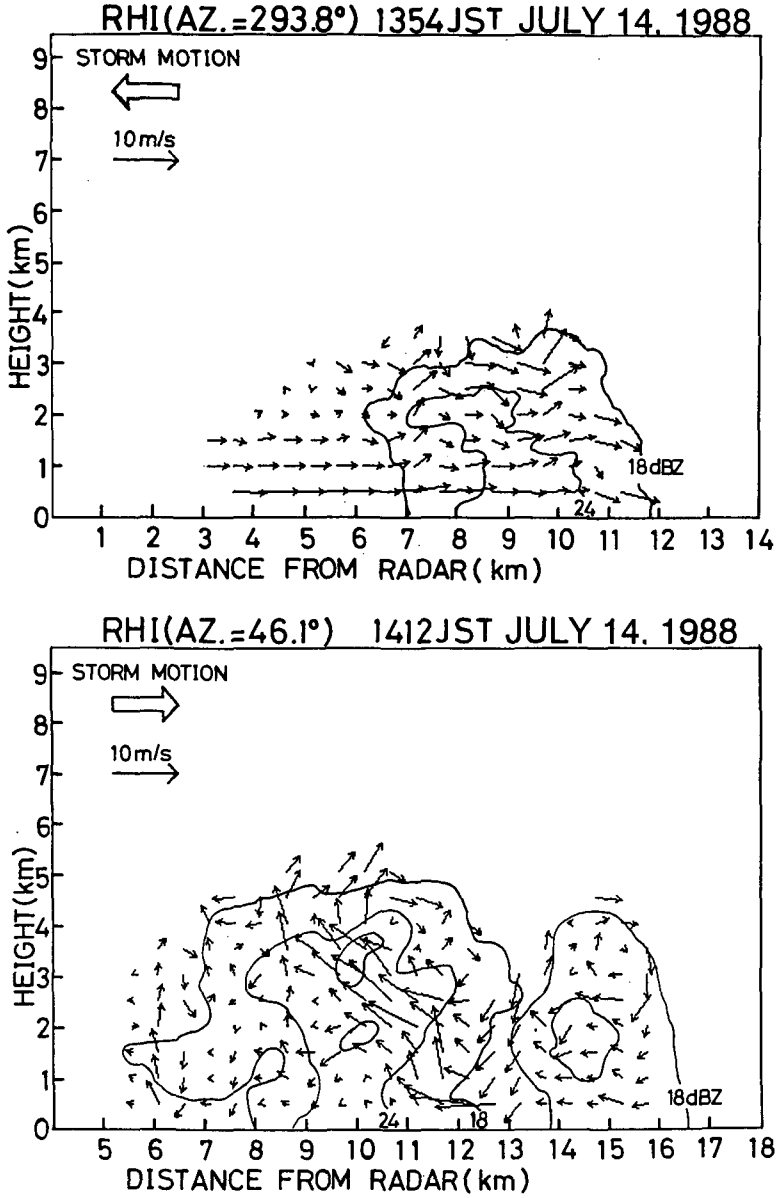 RHI(AZ.=293.8°) 1354JST JULY 14. 1988
STORM MOTION
10m/s
9
8
7
6
5
4
3
2
1
0
HEIGHT(km)
18dBZ
24
1 2 3 4 5 6 7 8 9 10 11 12 13 14
DISTANCE FROM RADAR(km)
RHI(AZ.=46.1°) 1412JST JULY 14. 1988
STORM MOTION
10m/s
9
8
7
6
5
4
3
2
1
0
HEIGHT(km)
24
18
18dBZ
5 6 7 8 9 10 11 12 13 14 15 16 17 18
DISTANCE FROM RADAR(km)